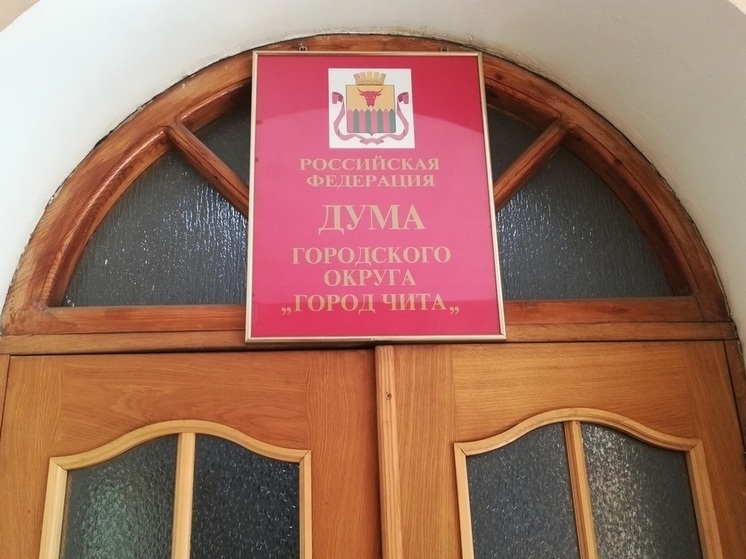 РОССИЙСКАЯ
ФЕДЕРАЦИЯ
ДУМА
ГОРОДСКОГО
ОКРУГА
„ГОРОД ЧИТА„